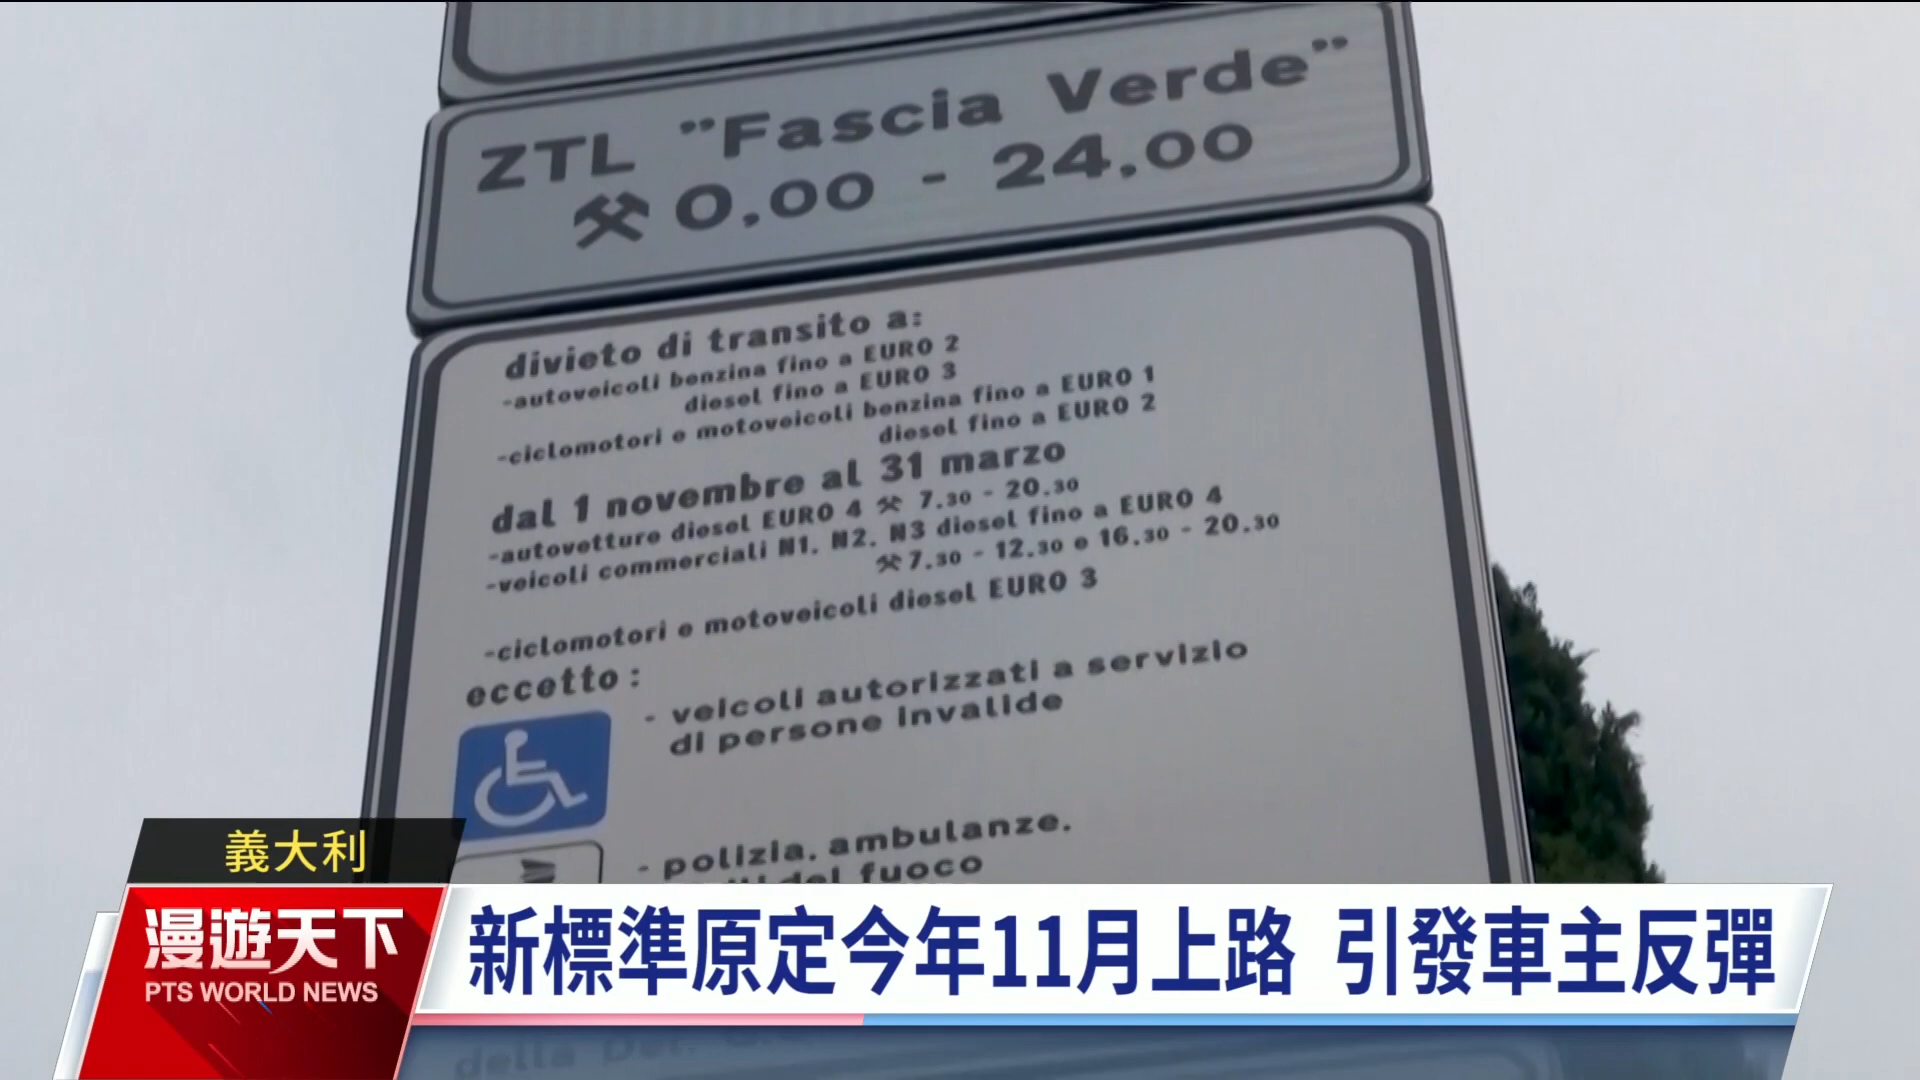 ZTL "Fascia Verde"
⚒ 0,00 - 24,00
divieto di transito a:
-autoveicoli benzina fino a EURO 2
diesel fino a EURO 3
-ciclomotori e motoveicoli benzina fino a EURO 1
diesel fino a EURO 2
dal 1 novembre al 31 marzo
-autovetture diesel EURO 4 ⚒ 7.30 - 20.30
-veicoli commerciali N1, N2, N3 diesel fino a EURO 4
⚒ 7.30 - 12.30 e 16.30 - 20.30
-ciclomotori e motoveicoli diesel EURO 3
eccetto :
- veicoli autorizzati a servizio
di persone invalide
- polizia, ambulanze,
del fuoco
義大利
漫遊天下
PTS WORLD NEWS
新標準原定今年11月上路 引發車主反彈
della